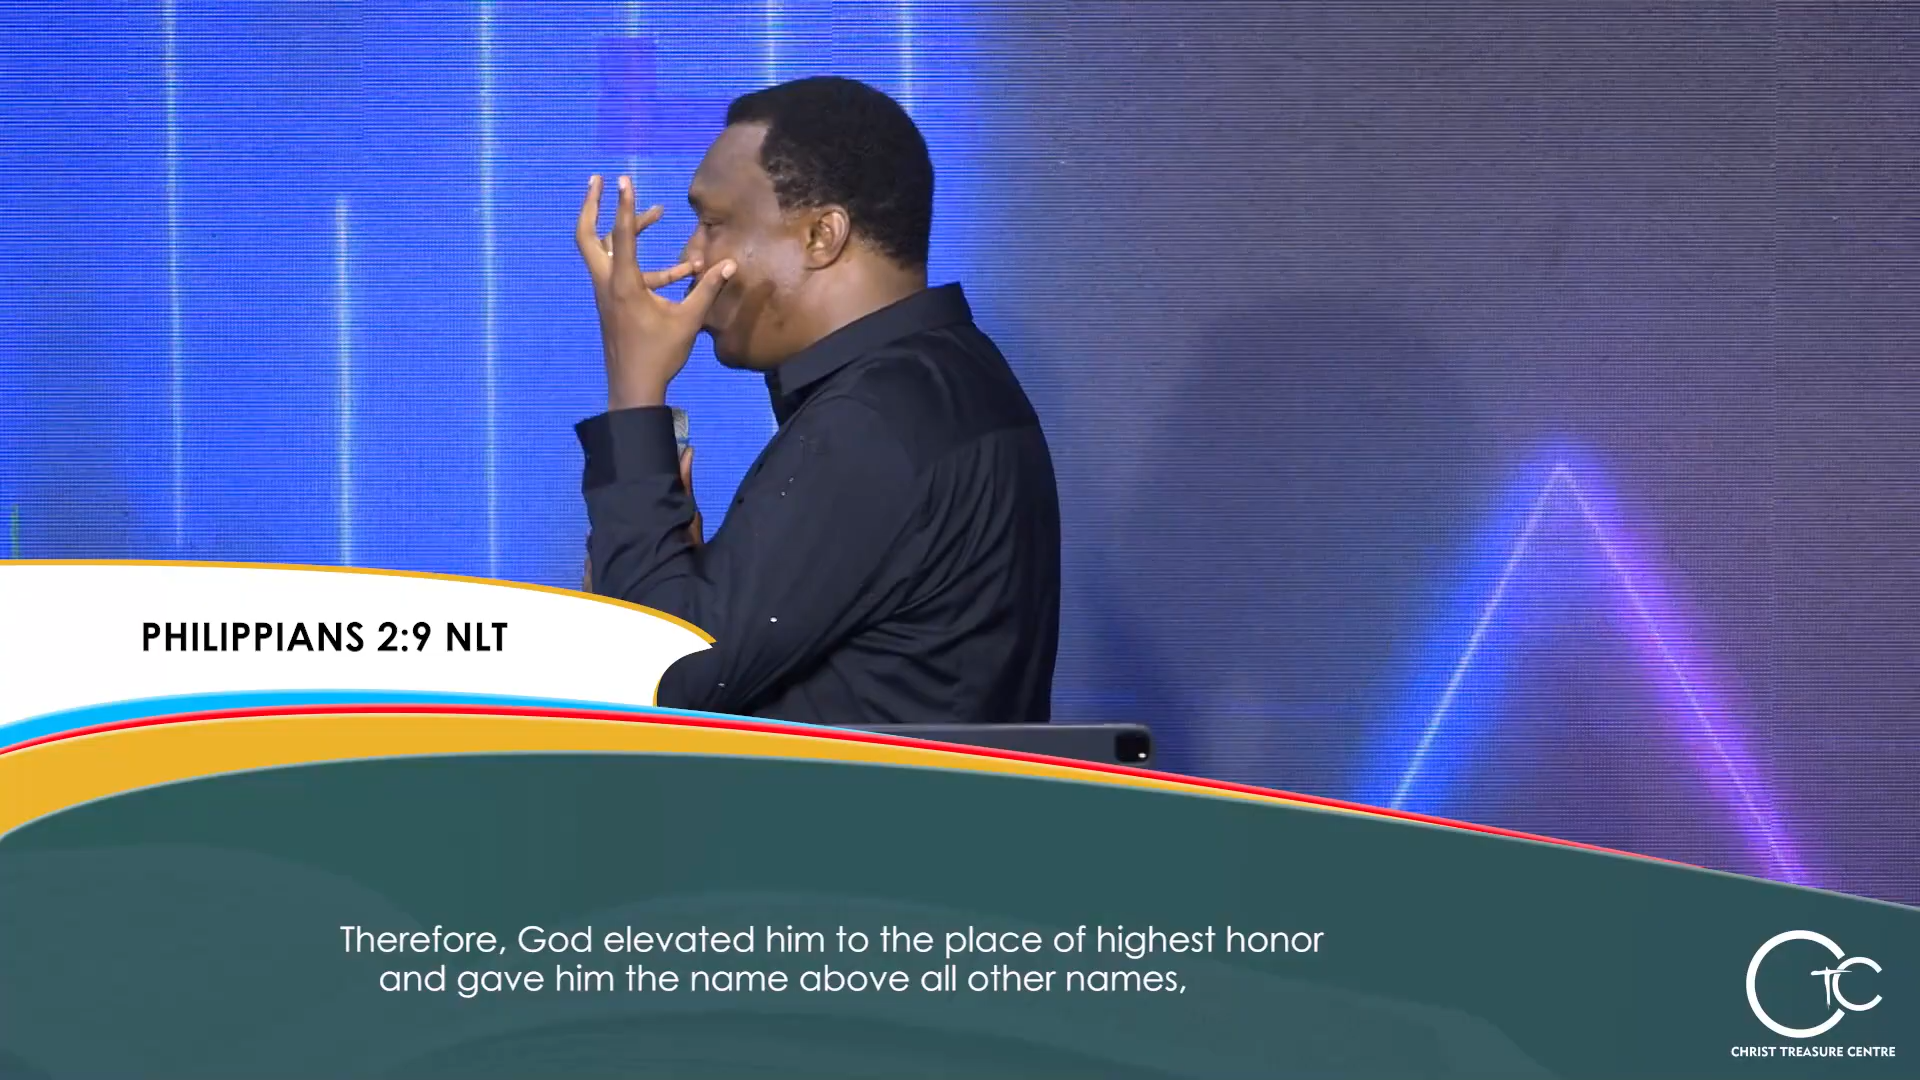 PHILIPPIANS 2:9 NLT
Therefore, God elevated him to the place of highest honor
and gave him the name above all other names,
CTC
CHRIST TREASURE CENTRE